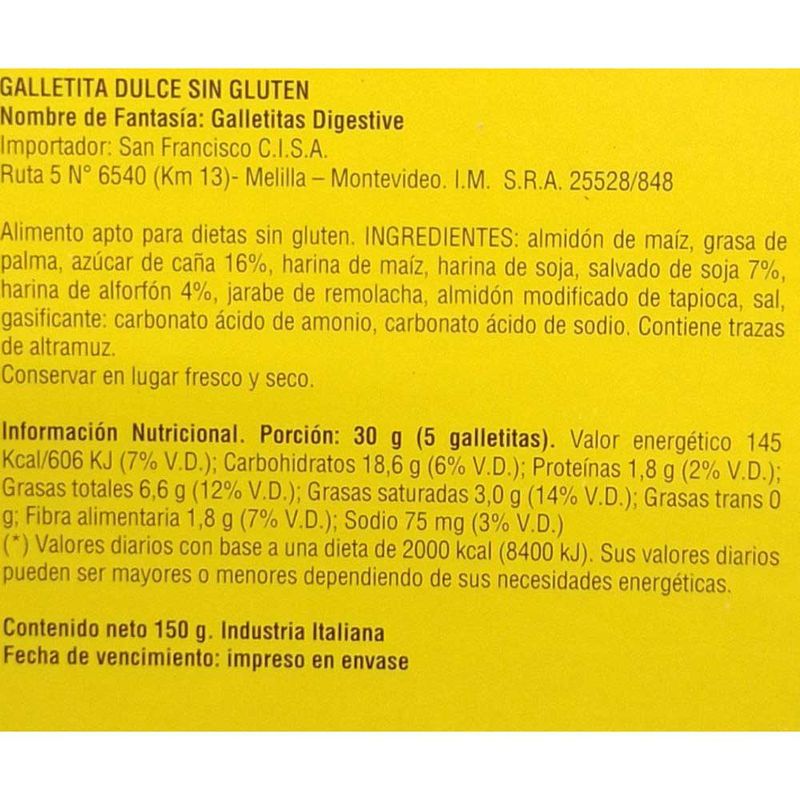 GALLETITA DULCE SIN GLUTEN
Nombre de Fantasía: Galletitas Digestive
Importador: San Francisco C.I.S.A.
Ruta 5 N° 6540 (Km 13)- Melilla – Montevideo. I.M. S.R.A. 25528/848
Alimento apto para dietas sin gluten. INGREDIENTES: almidón de maíz, grasa de
palma, azúcar de caña 16%, harina de maíz, harina de soja, salvado de soja 7%,
harina de alforfón 4%, jarabe de remolacha, almidón modificado de tapioca, sal,
gasificante: carbonato ácido de amonio, carbonato ácido de sodio. Contiene trazas
de altramuz.
Conservar en lugar fresco y seco.
Información Nutricional. Porción: 30 g (5 galletitas). Valor energético 145
Kcal/606 KJ (7% V.D.); Carbohidratos 18,6 g (6% V.D.); Proteínas 1,8 g (2% V.D.);
Grasas totales 6,6 g (12% V.D.); Grasas saturadas 3,0 g (14% V.D.); Grasas trans 0
g; Fibra alimentaria 1,8 g (7% V.D.); Sodio 75 mg (3% V.D.)
(*) Valores diarios con base a una dieta de 2000 kcal (8400 kJ). Sus valores diarios
pueden ser mayores o menores dependiendo de sus necesidades energéticas.
Contenido neto 150 g. Industria Italiana
Fecha de vencimiento: impreso en envase